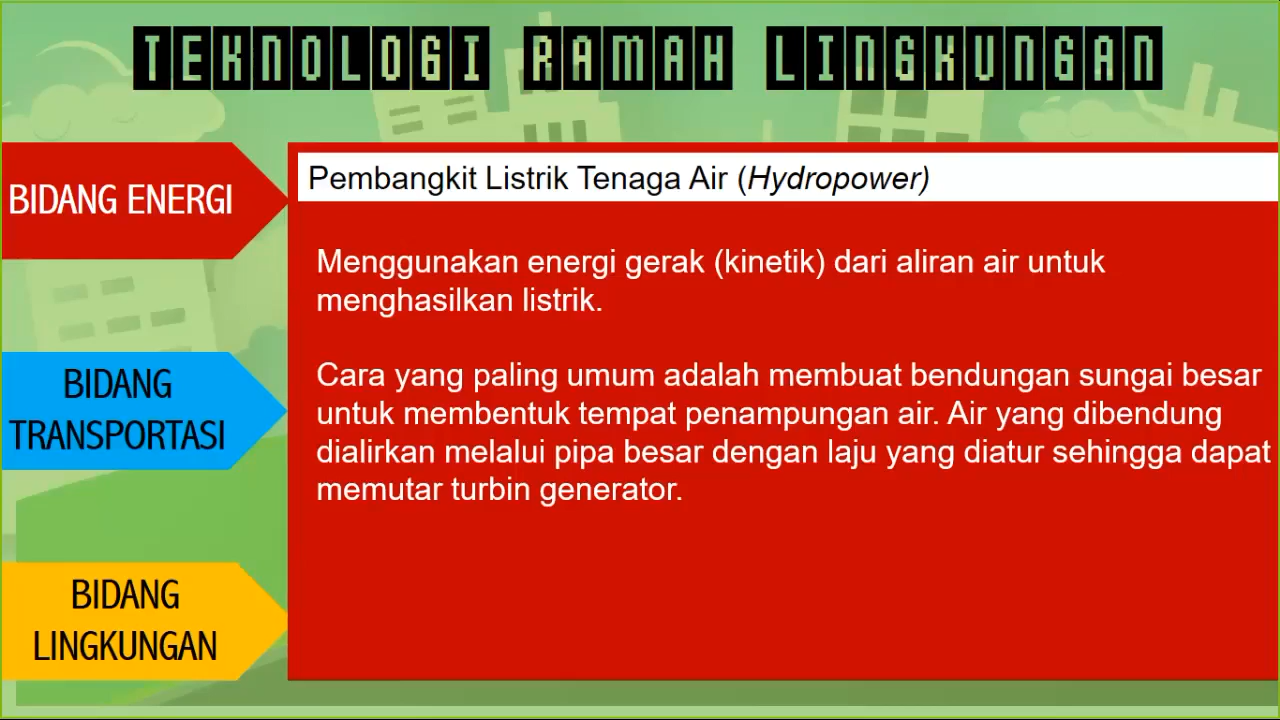 TEKNOLOGI RAMAH LINGKUNGAN
BIDANG ENERGI
Pembangkit Listrik Tenaga Air (Hydropower)
Menggunakan energi gerak (kinetik) dari aliran air untuk
menghasilkan listrik.
Cara yang paling umum adalah membuat bendungan sungai besar
untuk membentuk tempat penampungan air. Air yang dibendung
dialirkan melalui pipa besar dengan laju yang diatur sehingga dapat
memutar turbin generator.
BIDANG
TRANSPORTASI
BIDANG
LINGKUNGAN